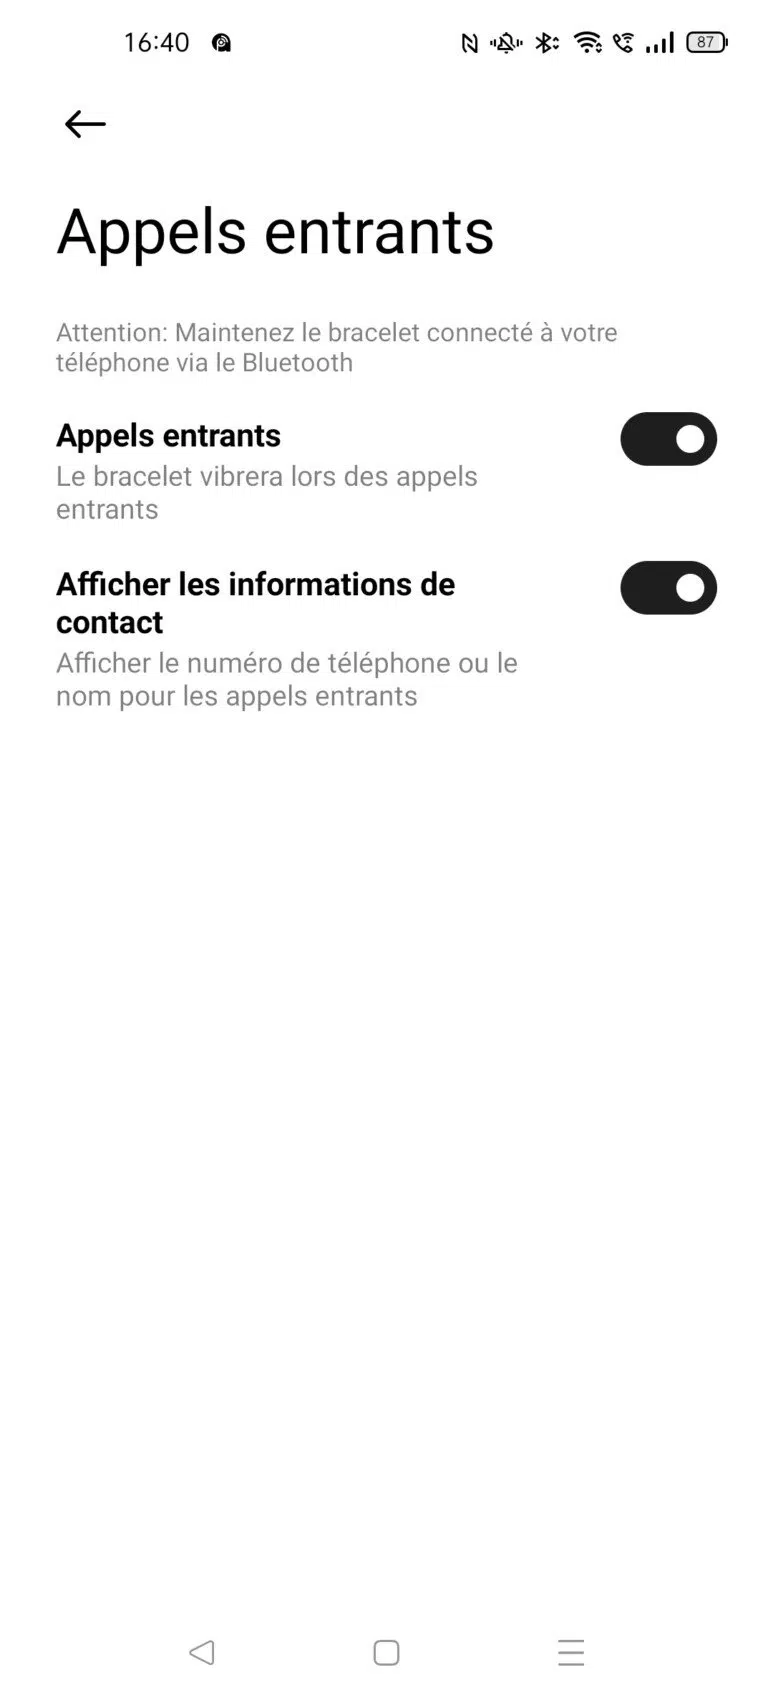 16:40
87
Appels entrants
Attention: Maintenez le bracelet connecté à votre
téléphone via le Bluetooth
Appels entrants
Le bracelet vibrera lors des appels
entrants
Afficher les informations de
contact
Afficher le numéro de téléphone ou le
nom pour les appels entrants